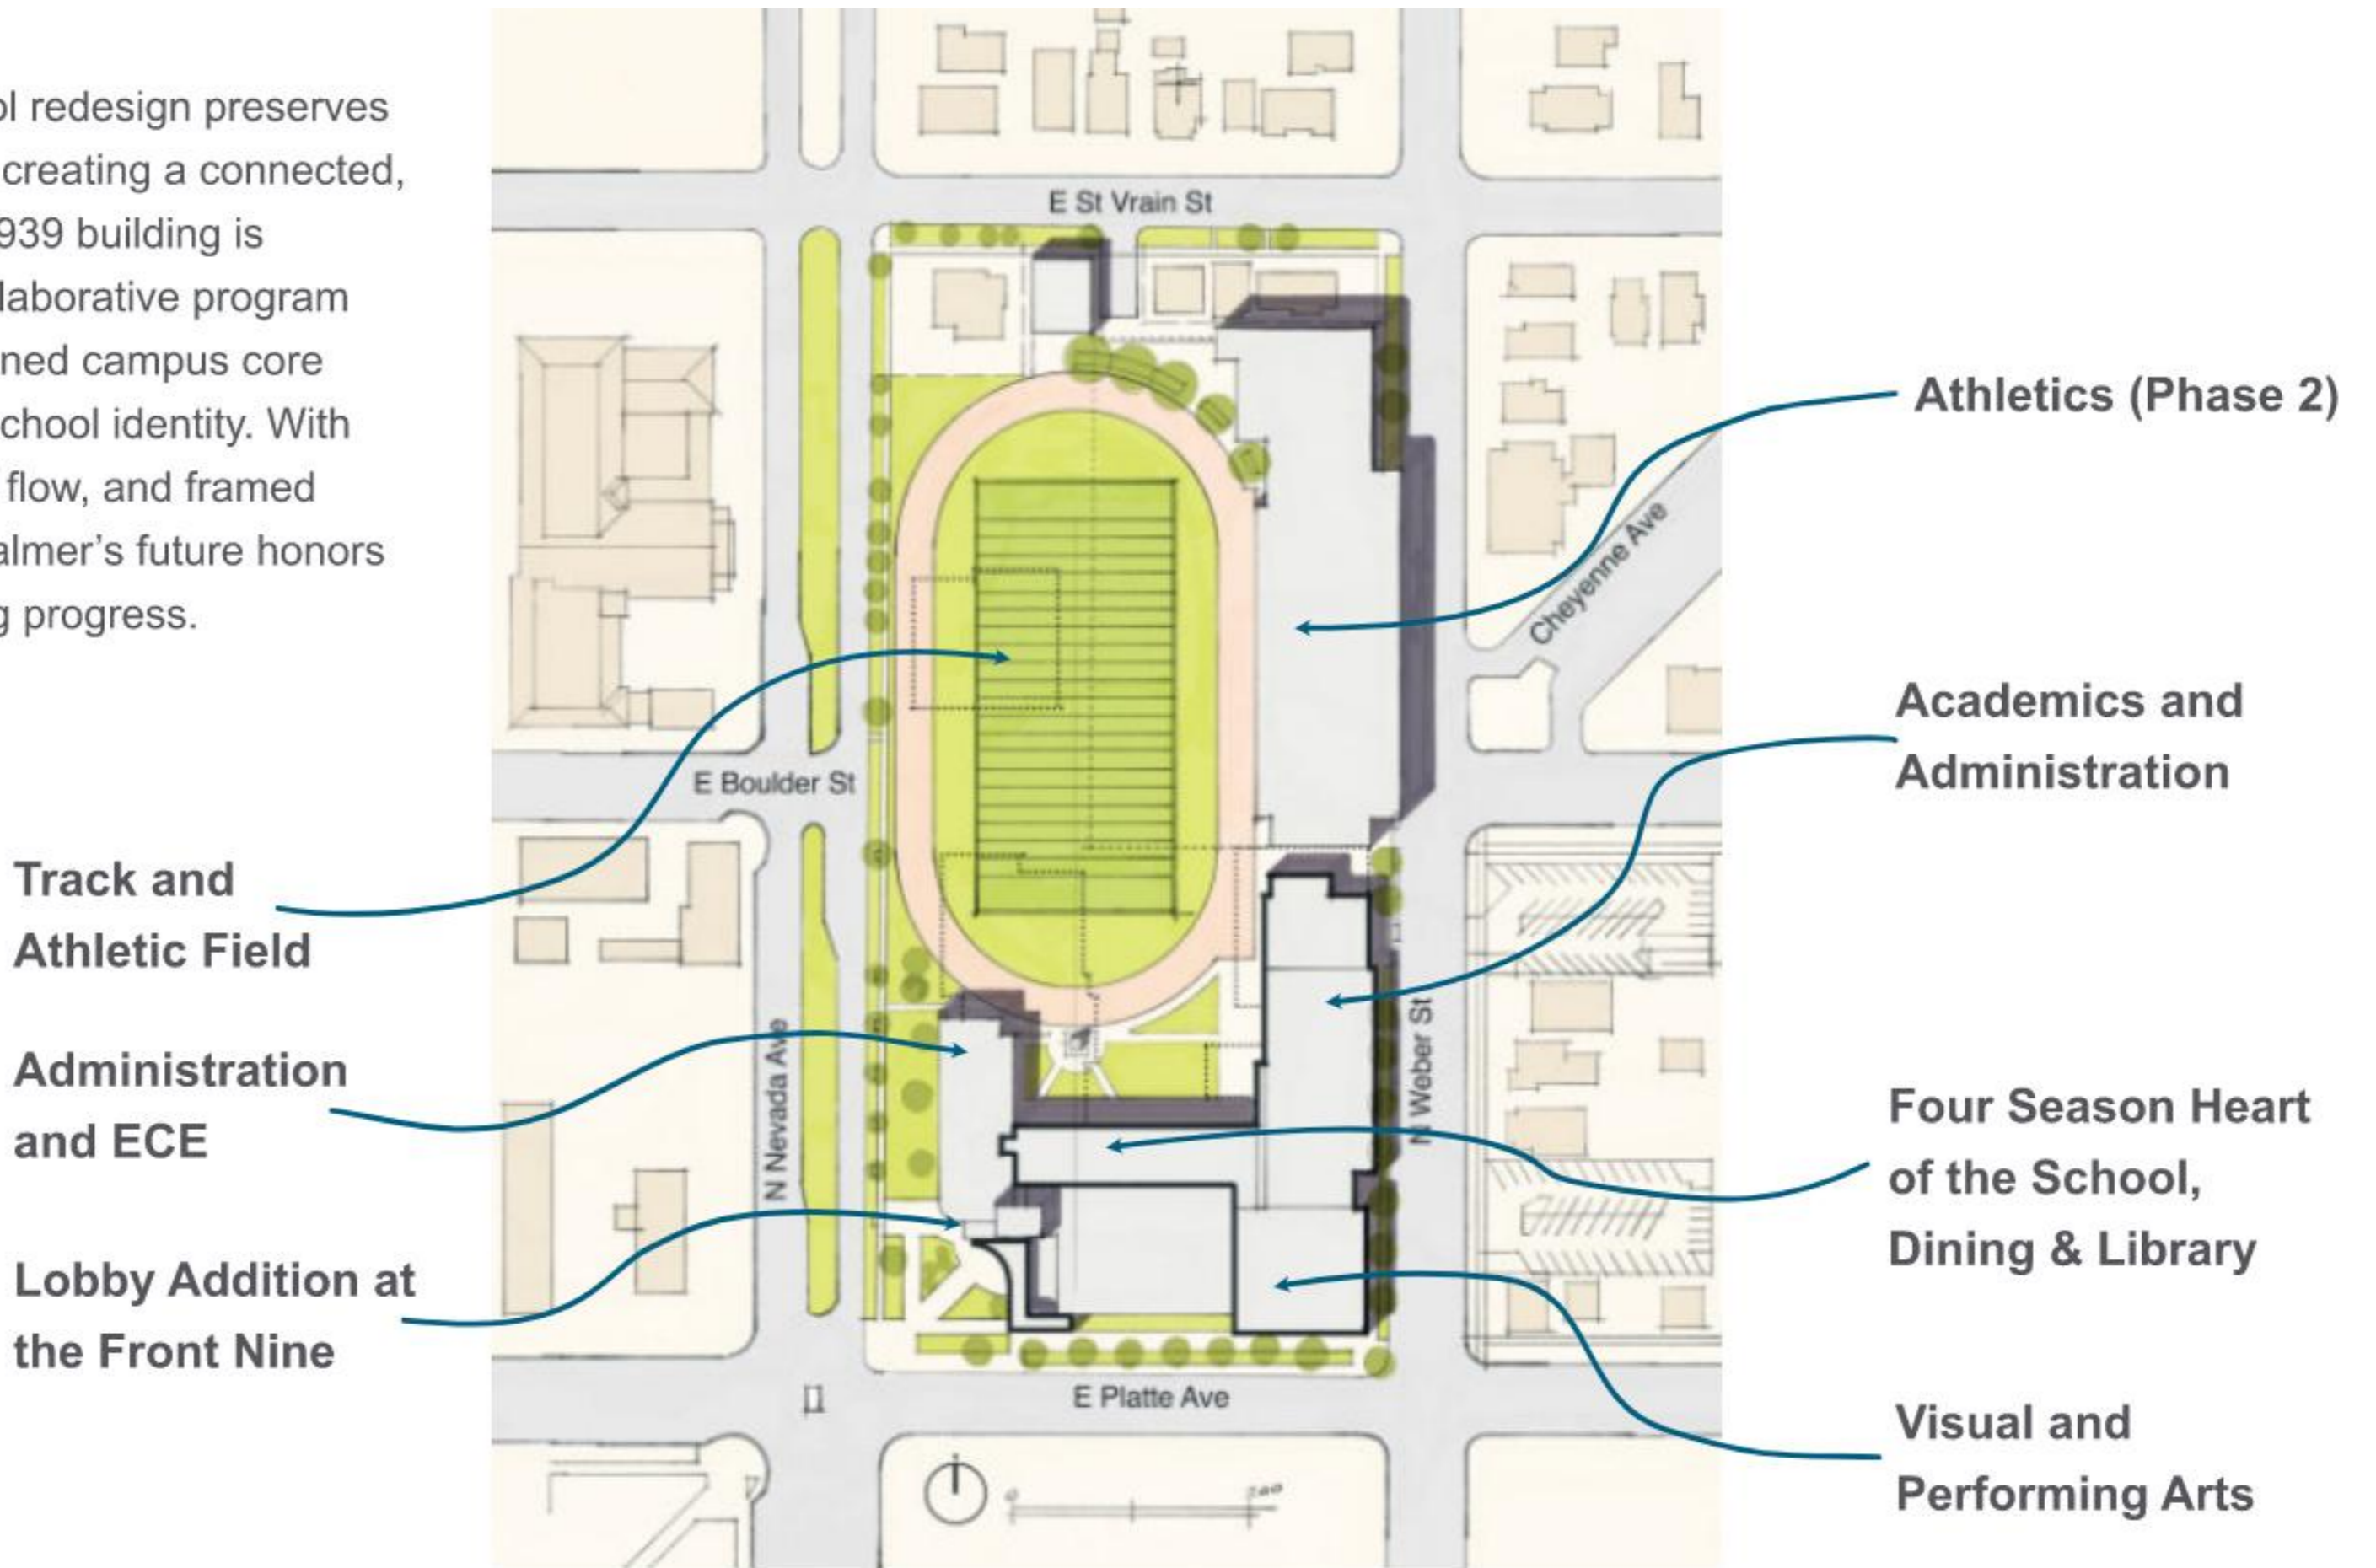 ol redesign preserves
creating a connected,
939 building is
laborative program
ned campus core
chool identity. With
flow, and framed
almer’s future honors
g progress.
Track and
Athletic Field
Administration
and ECE
Lobby Addition at
the Front Nine
E St Vrain St
E Boulder St
N Nevada Ave
Cheyenne Ave
N Weber St
E Platte Ave
0
200
Athletics (Phase 2)
Academics and
Administration
Four Season Heart
of the School,
Dining & Library
Visual and
Performing Arts